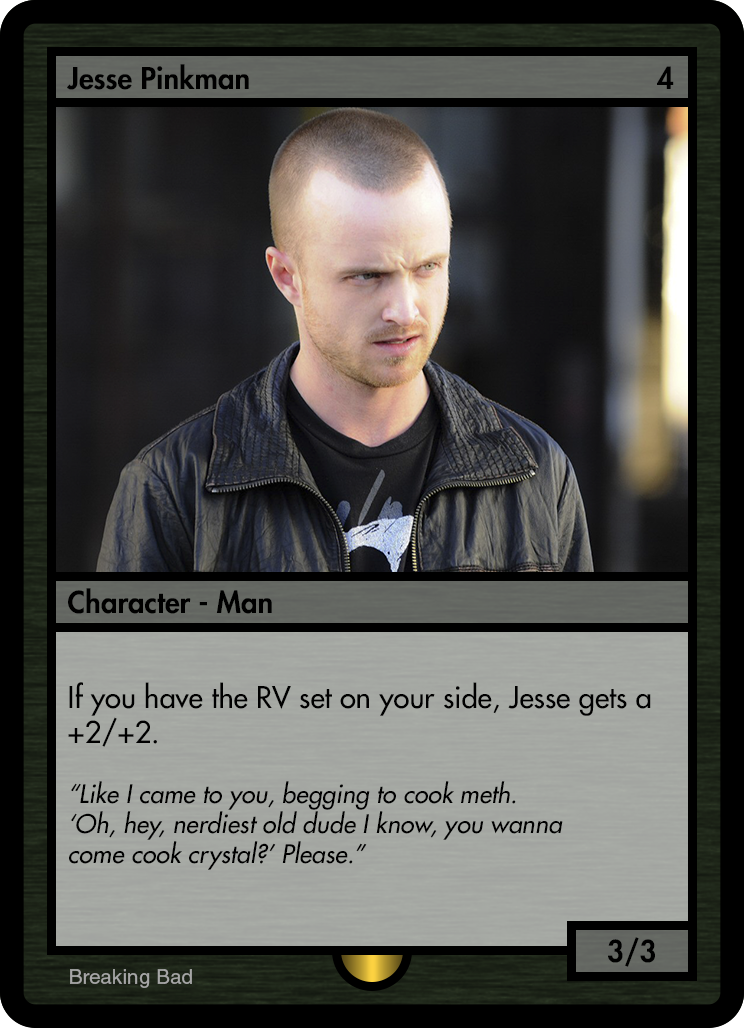 Jesse Pinkman 4
Character - Man
If you have the RV set on your side, Jesse gets a
+2/+2.
“Like I came to you, begging to cook meth.
‘Oh, hey, nerdiest old dude I know, you wanna
come cook crystal?’ Please.”
3/3
Breaking Bad